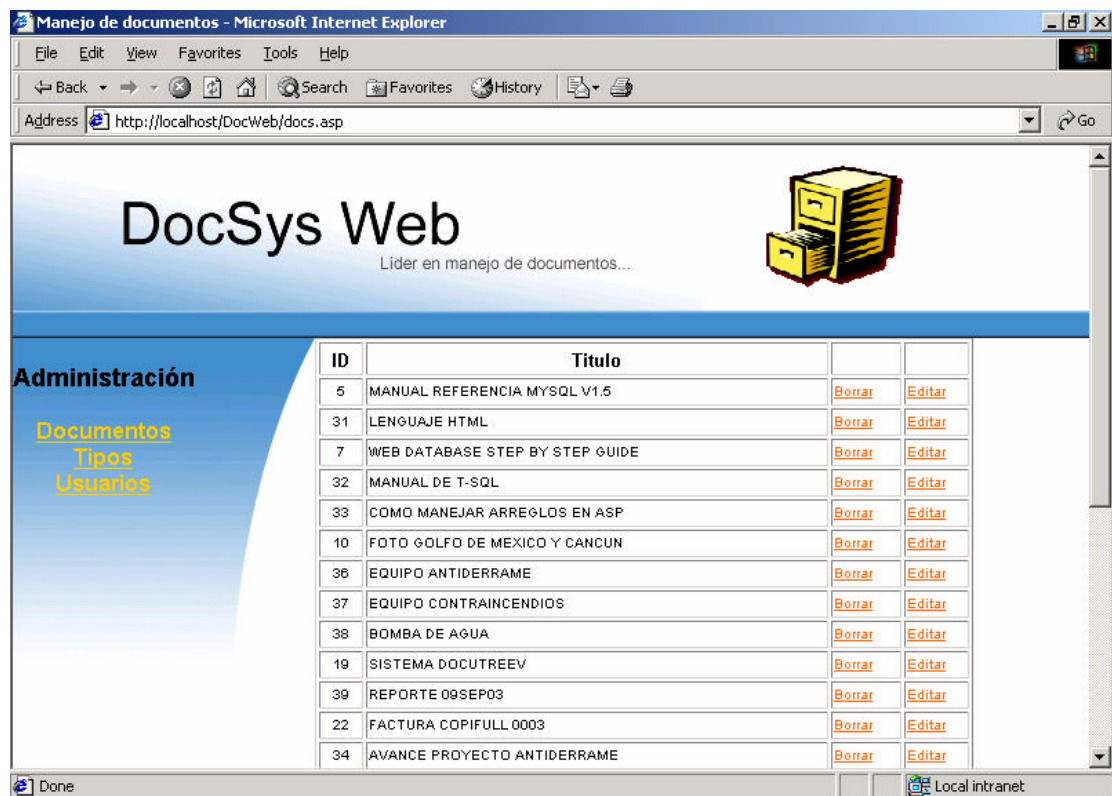 Manejo de documentos - Microsoft Internet Explorer
File Edit View Favorites Tools Help
Back Search Favorites History
Address http://localhost/DocWeb/docs.asp Go
DocSys Web
Lider en manejo de documentos...
Administración
Documentos
Tipos
Usuarios
ID Titulo
5 MANUAL REFERENCIA MYSQL V1.5 Borrar Editar
31 LENGUAJE HTML Borrar Editar
7 WEB DATABASE STEP BY STEP GUIDE Borrar Editar
32 MANUAL DE T-SQL Borrar Editar
33 COMO MANEJAR ARREGLOS EN ASP Borrar Editar
10 FOTO GOLFO DE MEXICO Y CANCUN Borrar Editar
36 EQUIPO ANTIDERRAME Borrar Editar
37 EQUIPO CONTRAINCENDIOS Borrar Editar
38 BOMBA DE AGUA Borrar Editar
19 SISTEMA DOCUTREEV Borrar Editar
39 REPORTE 09SEP03 Borrar Editar
22 FACTURA COPIFULL 0003 Borrar Editar
34 AVANCE PROYECTO ANTIDERRAME Borrar Editar
Done Local intranet